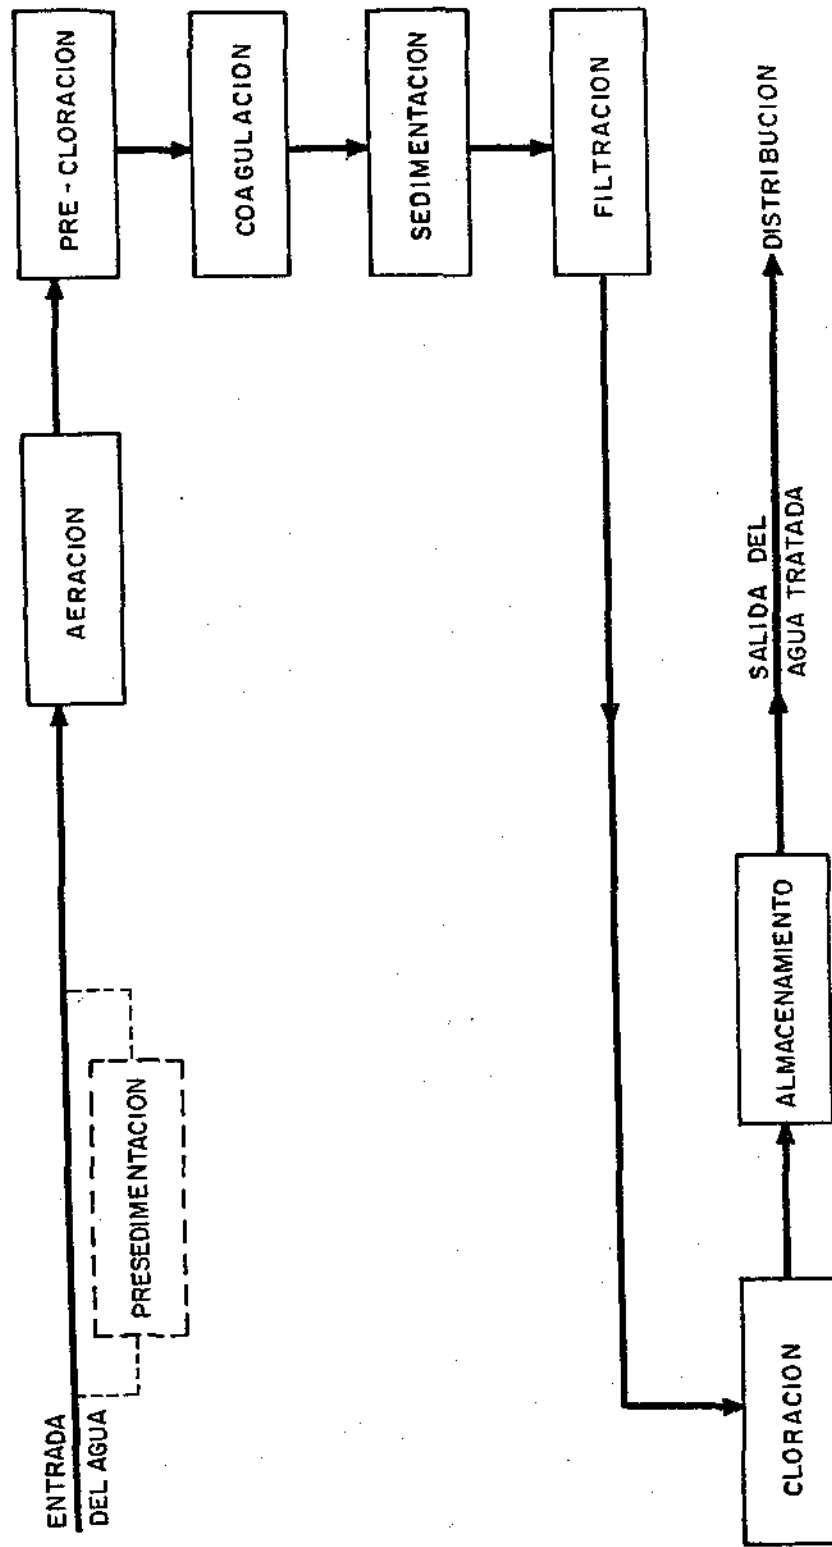 ENTRADA
DEL AGUA
PRESEDIMENTACION
AERACION
PRE-CLORACION
COAGULACION
SEDIMENTACION
FILTRACION
CLORACION
ALMACENAMIENTO
SALIDA DEL
AGUA TRATADA
DISTRIBUCION